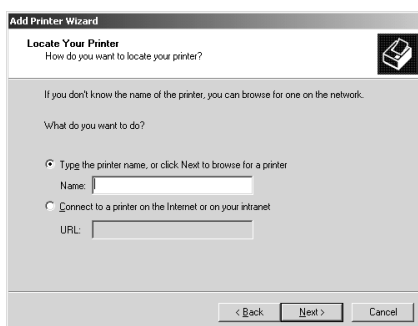 Add Printer Wizard
Locate Your Printer
How do you want to locate your printer?
If you don't know the name of the printer, you can browse for one on the network.
What do you want to do?
Type the printer name, or click Next to browse for a printer
Name:
Connect to a printer on the Internet or on your intranet
URL:
< Back Next > Cancel